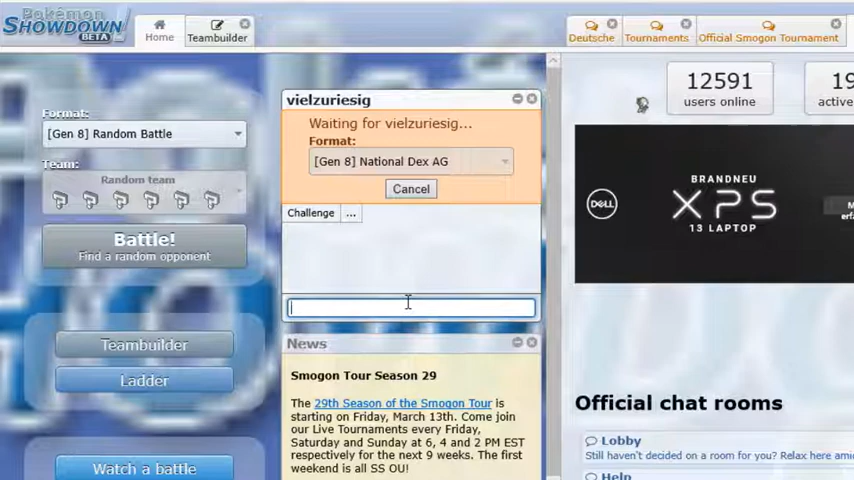 Pokémon
SHOWDOWN
BETA
Home
Teambuilder
Deutsche
Tournaments
Official Smogon Tournament
Format:
[Gen 8] Random Battle
Team:
Random team
Battle!
Find a random opponent
Teambuilder
Ladder
Watch a battle
vielzuriesig
Waiting for vielzuriesig...
Format:
[Gen 8] National Dex AG
Cancel
Challenge
...
News
Smogon Tour Season 29
The 29th Season of the Smogon Tour is
starting on Friday, March 13th. Come join
our Live Tournaments every Friday,
Saturday and Sunday at 6, 4 and 2 PM EST
respectively for the next 9 weeks. The first
weekend is all SS OU!
12591
users online
19
active
DELL
BRANDNEU
XPS
13 LAPTOP
M
erfa
Official chat rooms
Lobby
Still haven't decided on a room for you? Relax here amid
Help